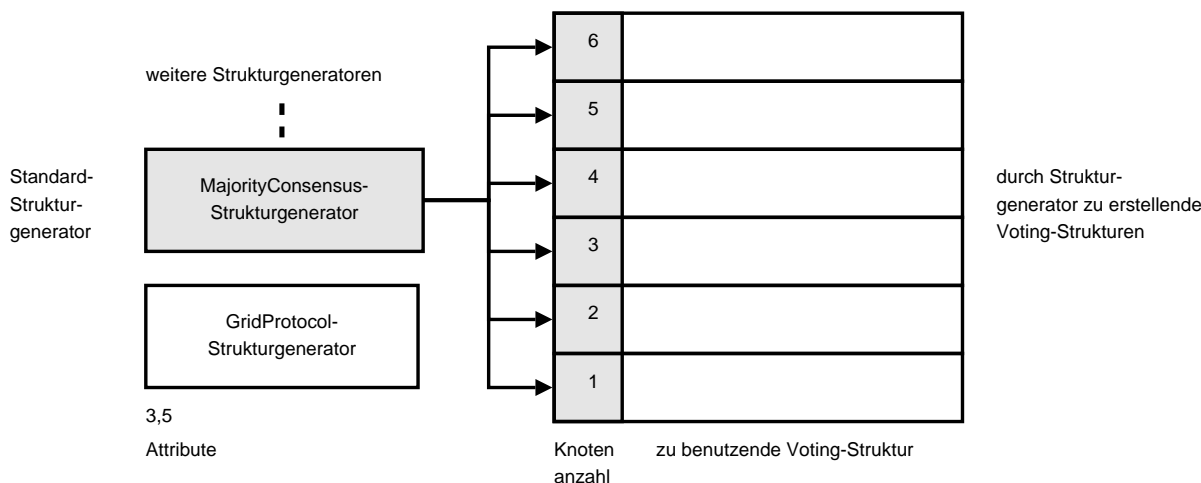 weitere Strukturgeneratoren
Standard-
Struktur-
generator
MajorityConsensus-
Strukturgenerator
GridProtocol-
Strukturgenerator
3,5
Attribute
6
5
4
3
2
1
Knoten
anzahl
zu benutzende Voting-Struktur
durch Struktur-
generator zu erstellende
Voting-Strukturen